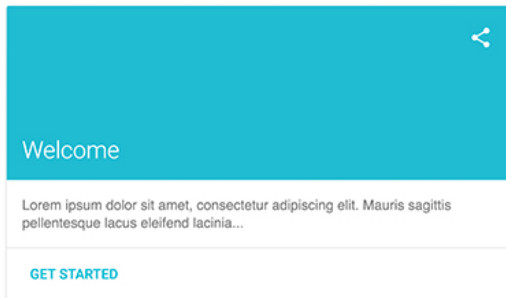 Welcome
Lorem ipsum dolor sit amet, consectetur adipiscing elit. Mauris sagittis
pellentesque lacus eleifend lacinia...
GET STARTED